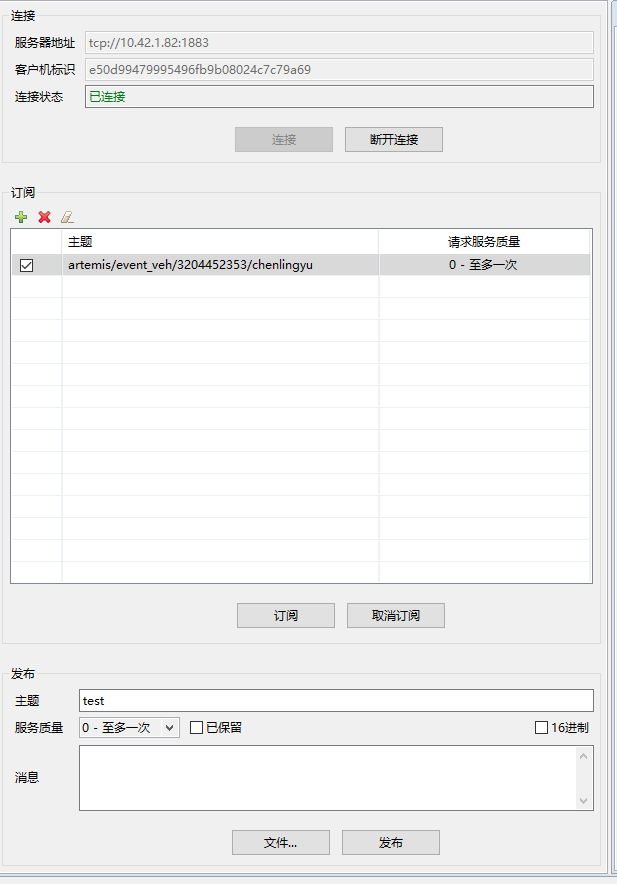 连接
服务器地址 tcp://10.42.1.82:1883
客户机标识 e50d99479995496fb9b08024c7c79a69
连接状态 已连接
连接 断开连接
订阅
主题 请求服务质量
artemis/event_veh/3204452353/chenlingyu 0 - 至多一次
订阅 取消订阅
发布
主题 test
服务质量 0 - 至多一次 已保留 16进制
消息
文件... 发布